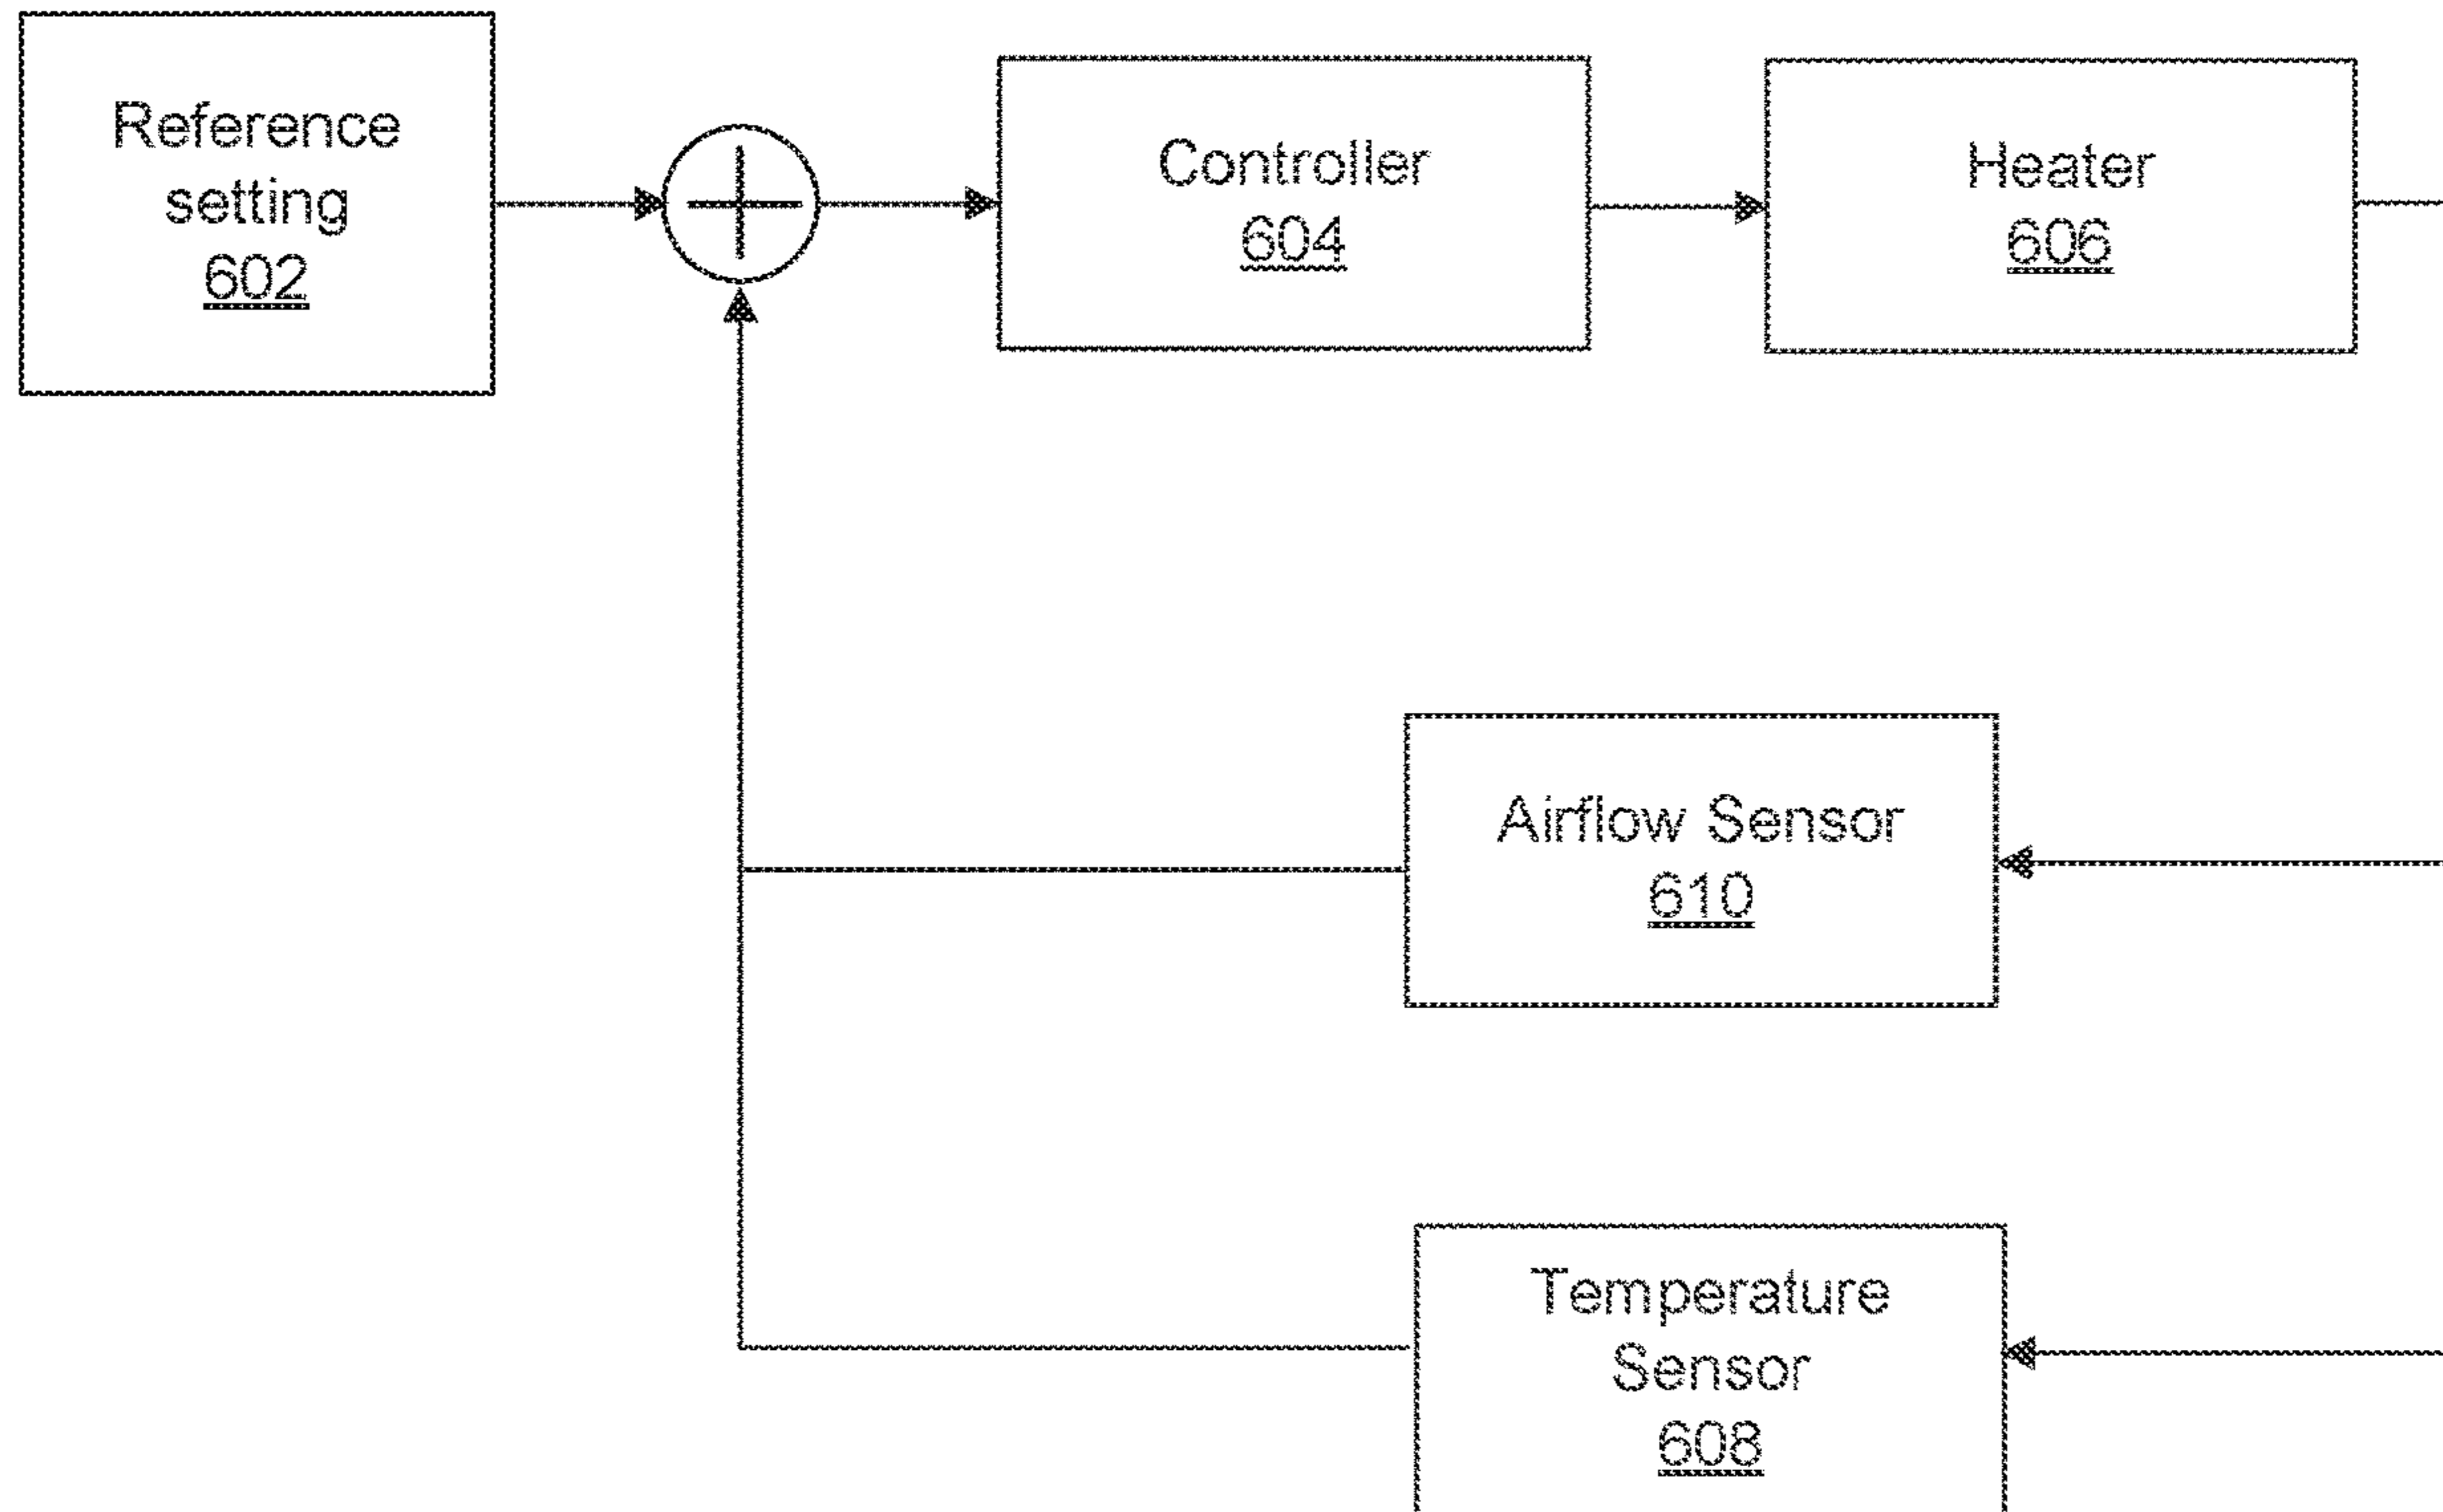 Reference
setting
602
Controller
604
Heater
606
Airflow Sensor
610
Temperature
Sensor
608